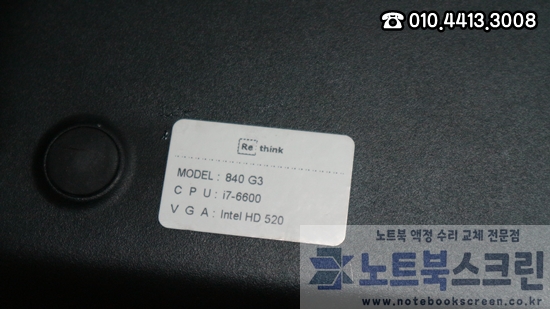 ☎ 010.4413.3008
Re:think
MODEL : 840 G3
C P U : i7-6600
V G A : Intel HD 520
노트북 액정 수리 교체 전문점
노트북스크린
www.notebookscreen.co.kr